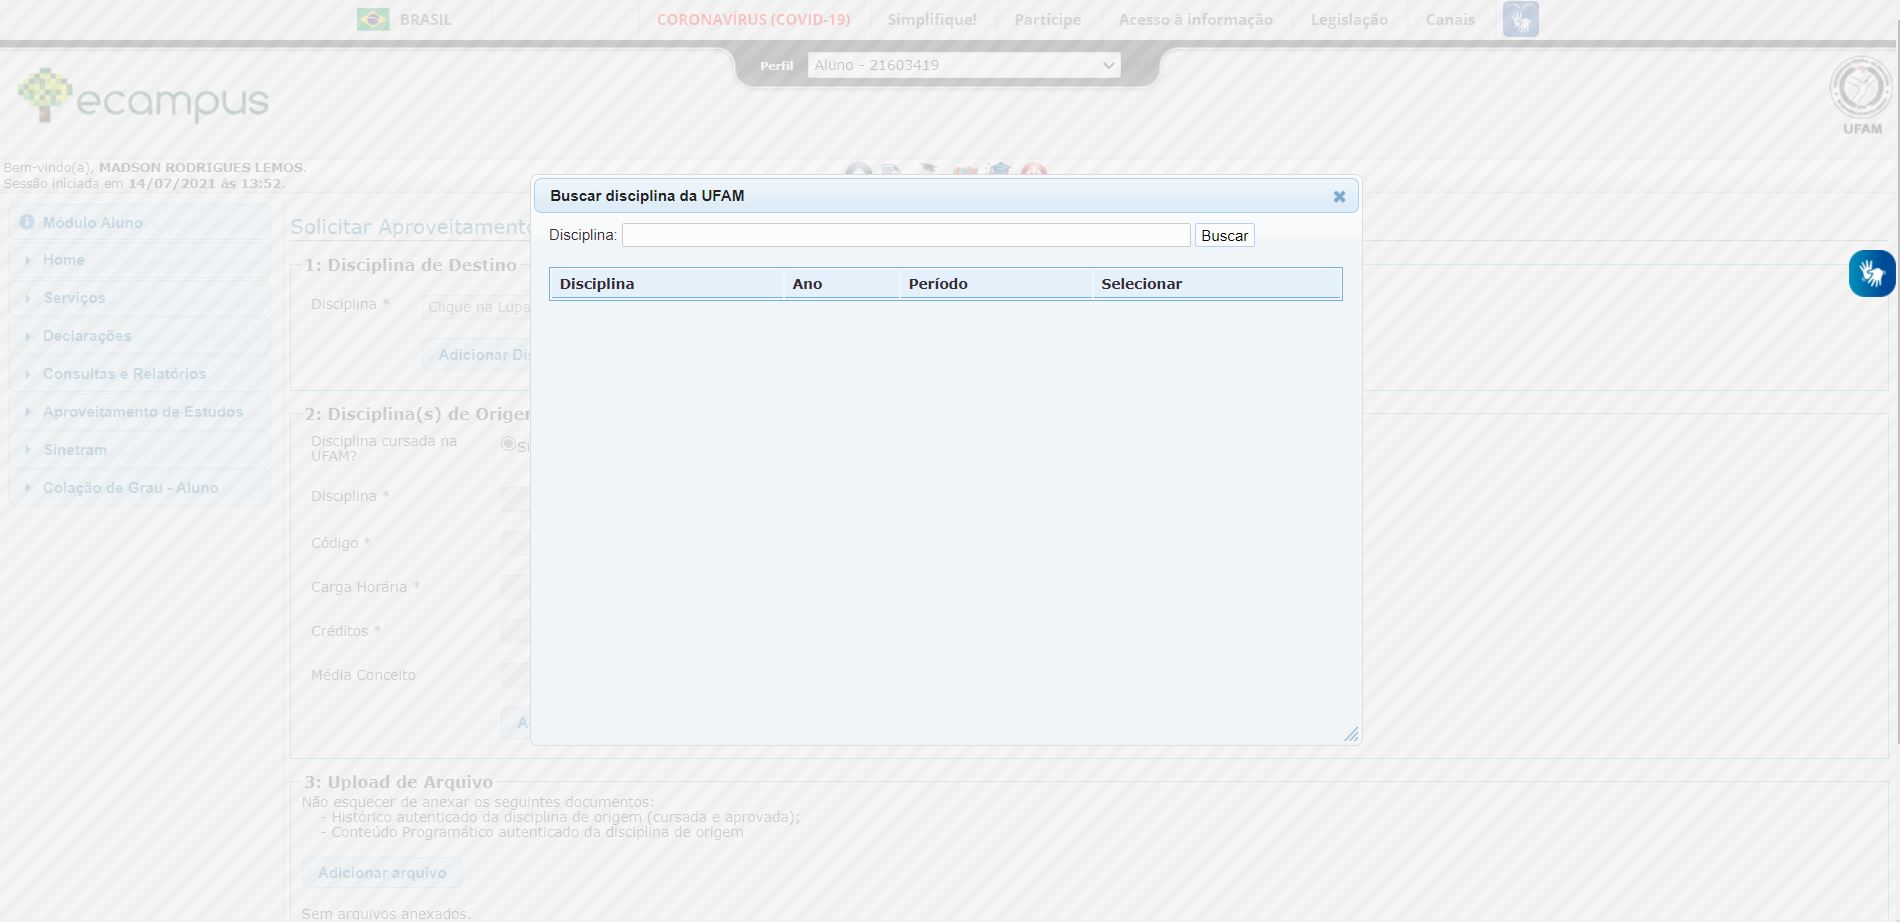 BRASIL
CORONAVÍRUS (COVID-19)
Simplifique!
Participe
Acesso à informação
Legislação
Canais
Perfil
Aluno - 21603419
ecampus
UFAM
Bem-vindo(a), MADSON RODRIGUES LEMOS.
Sessão iniciada em 14/07/2021 às 13:52.
Módulo Aluno
Home
Serviços
Declarações
Consultas e Relatórios
Aproveitamento de Estudos
Sinetram
Colação de Grau - Aluno
Solicitar Aproveitamento
1: Disciplina de Destino
Disciplina *
Clique na Lupa
Adicionar Dis
2: Disciplina(s) de Origem
Disciplina cursada na
UFAM?
Si
Disciplina *
Código *
Carga Horária *
Créditos *
Média Conceito
A
3: Upload de Arquivo
Não esquecer de anexar os seguintes documentos:
- Histórico autenticado da disciplina de origem (cursada e aprovada);
- Conteúdo Programático autenticado da disciplina de origem
Adicionar arquivo
Sem arquivos anexados.
Buscar disciplina da UFAM
Disciplina:
Buscar
Disciplina
Ano
Período
Selecionar